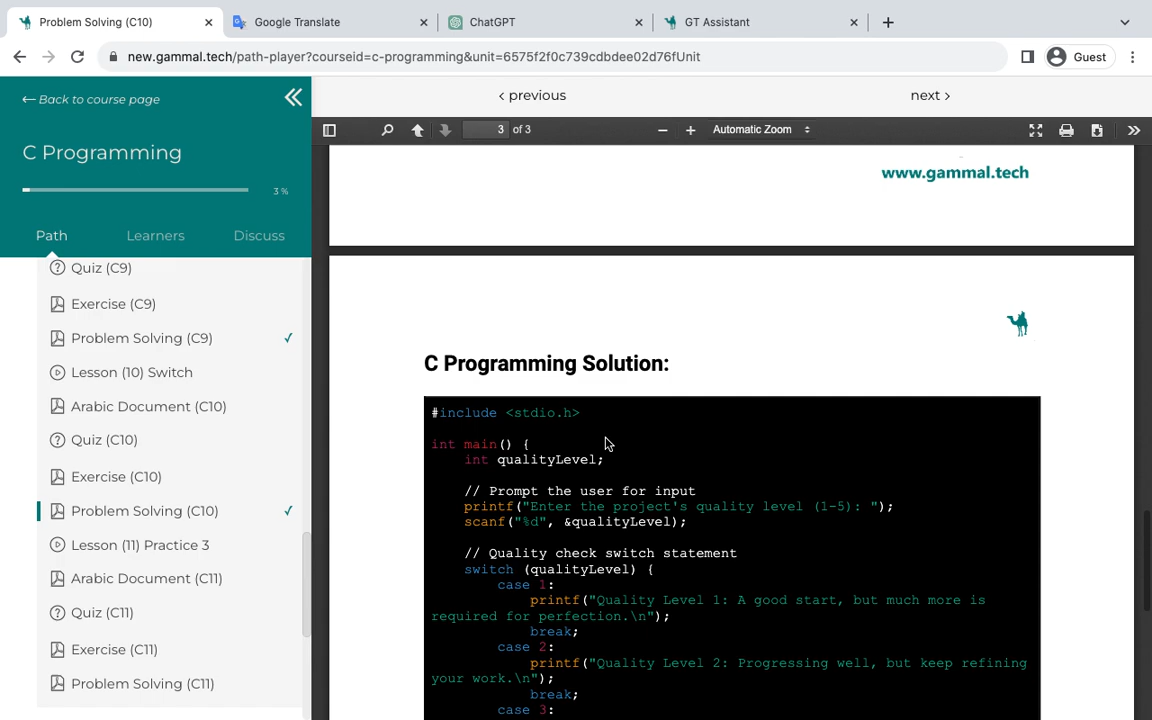 Problem Solving (C10)
Google Translate
ChatGPT
GT Assistant
new.gammal.tech/path-player?courseid=c-programming&unit=6575f2f0c739cdbdee02d76fUnit
Guest
Back to course page
C Programming
3 %
Path
Learners
Discuss
Quiz (C9)
Exercise (C9)
Problem Solving (C9)
Lesson (10) Switch
Arabic Document (C10)
Quiz (C10)
Exercise (C10)
Problem Solving (C10)
Lesson (11) Practice 3
Arabic Document (C11)
Quiz (C11)
Exercise (C11)
Problem Solving (C11)
‹ previous
next ›
3 of 3
Automatic Zoom
www.gammal.tech
C Programming Solution:
#include <stdio.h>
int main() {
int qualityLevel;
// Prompt the user for input
printf("Enter the project's quality level (1-5): ");
scanf("%d", &qualityLevel);
// Quality check switch statement
switch (qualityLevel) {
case 1:
printf("Quality Level 1: A good start, but much more is
required for perfection.\n");
break;
case 2:
printf("Quality Level 2: Progressing well, but keep refining
your work.\n");
break;
case 3: